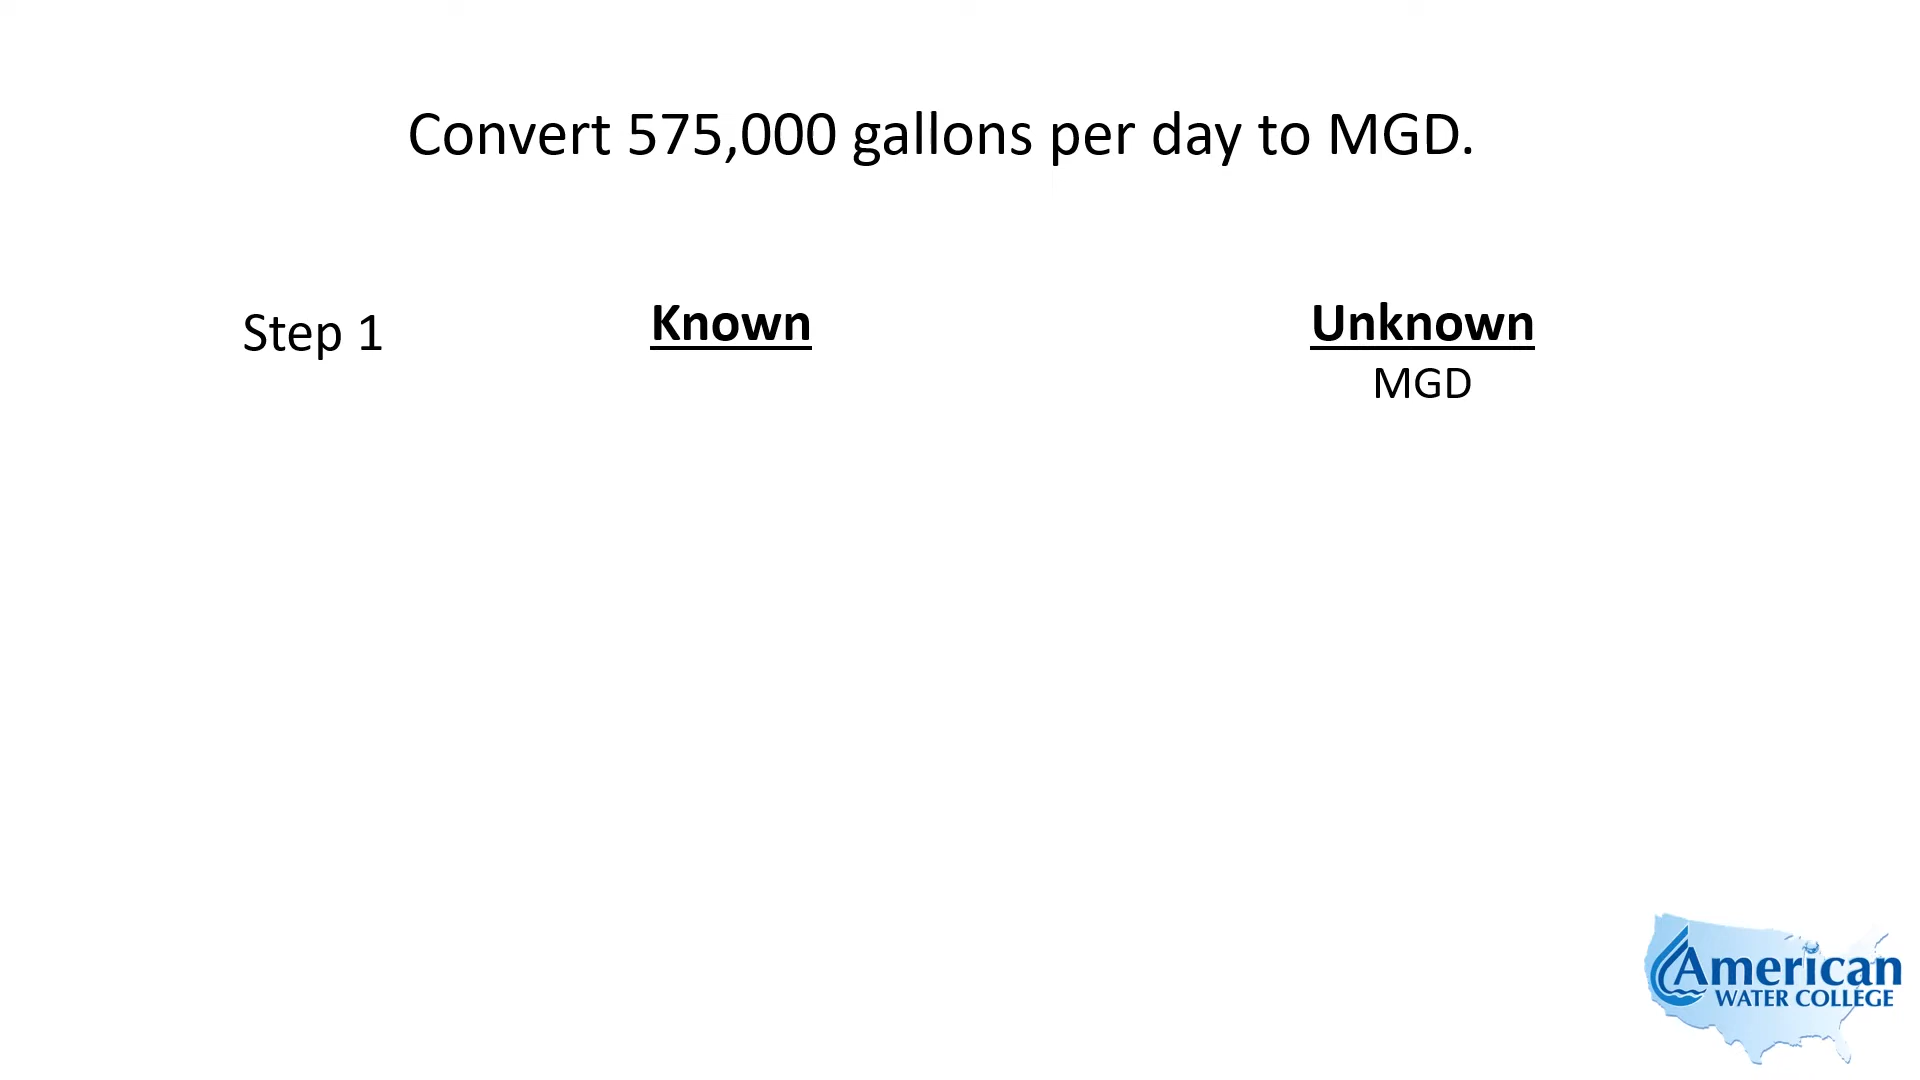 Convert 575,000 gallons per day to MGD.
Step 1
Known
Unknown
MGD
American
WATER COLLEGE